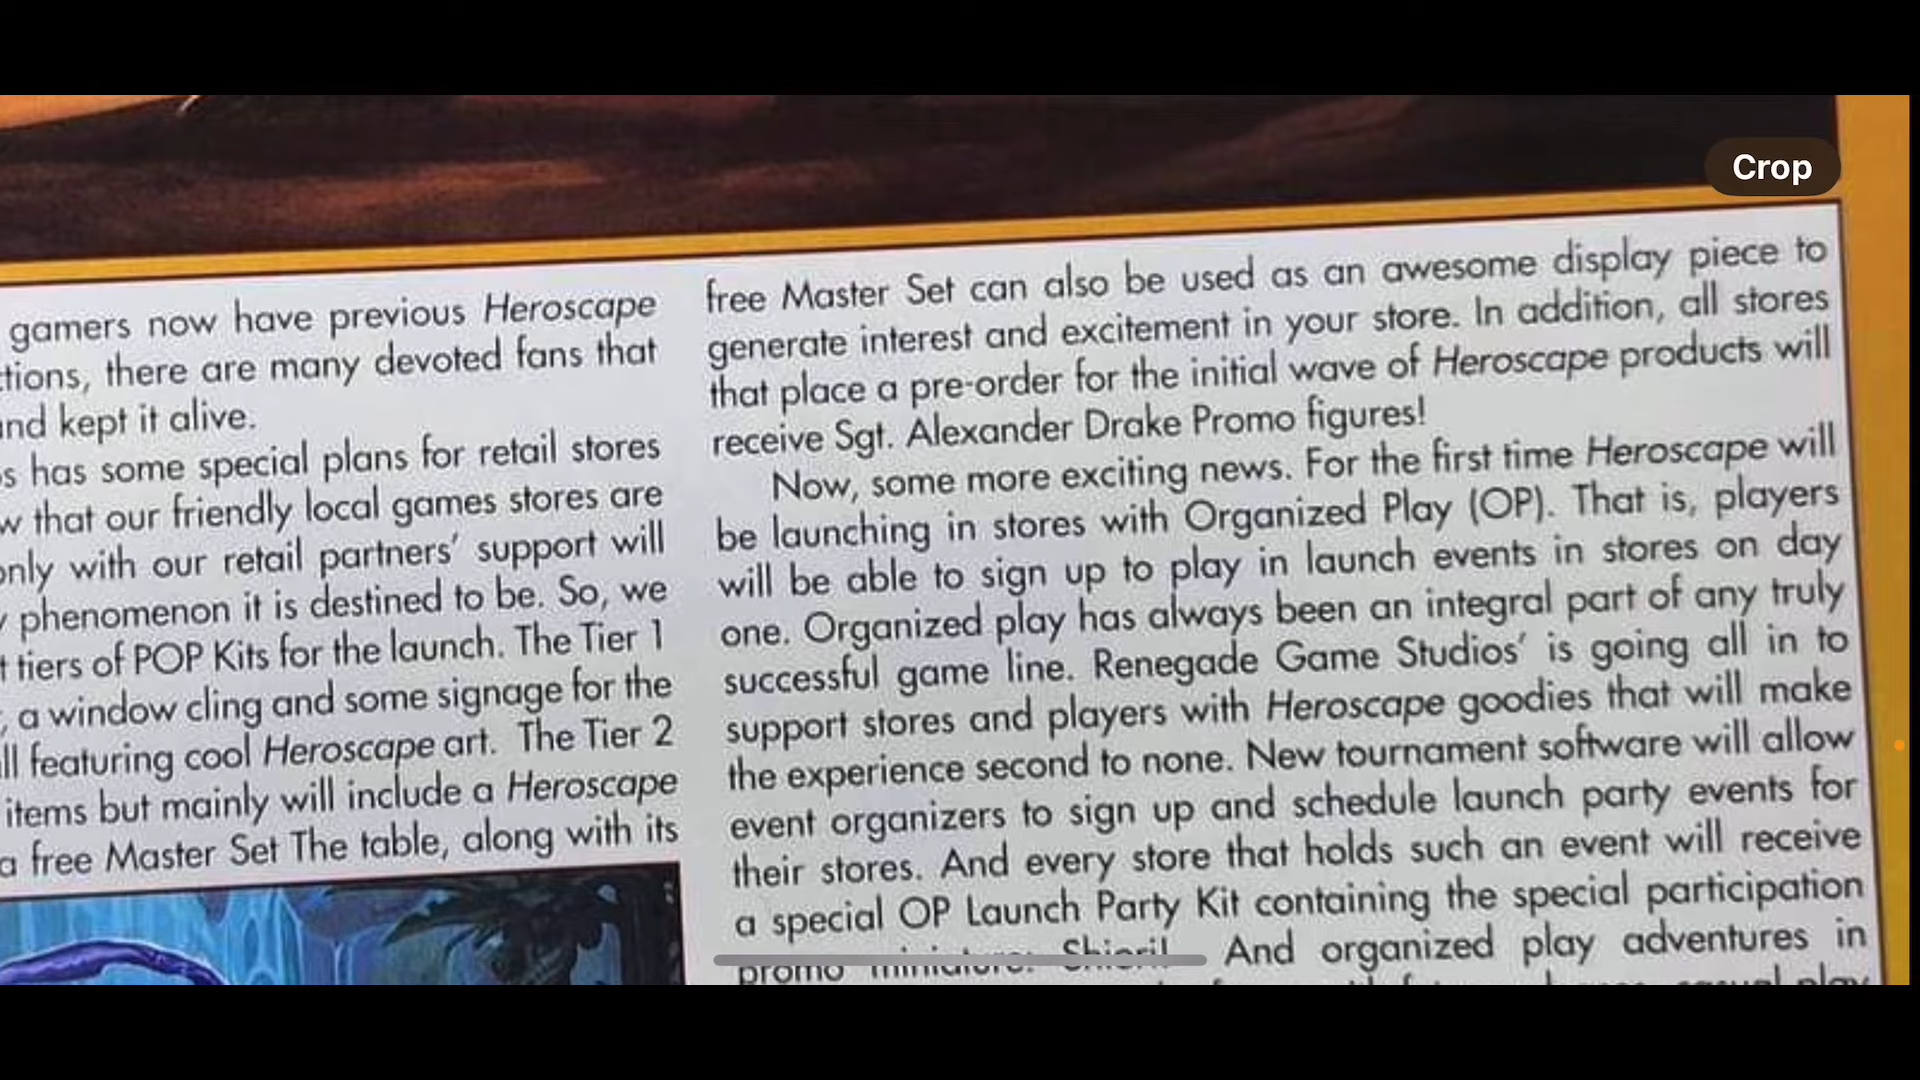 Crop
gamers now have previous Heroscape
tions, there are many devoted fans that
and kept it alive.
s has some special plans for retail stores
w that our friendly local games stores are
only with our retail partners' support will
y phenomenon it is destined to be. So, we
t tiers of POP Kits for the launch. The Tier 1
, a window cling and some signage for the
ll featuring cool Heroscape art. The Tier 2
items but mainly will include a Heroscape
a free Master Set The table, along with its
free Master Set can also be used as an awesome display piece to
generate interest and excitement in your store. In addition, all stores
that place a pre-order for the initial wave of Heroscape products will
receive Sgt. Alexander Drake Promo figures!
Now, some more exciting news. For the first time Heroscape will
be launching in stores with Organized Play (OP). That is, players
will be able to sign up to play in launch events in stores on day
one. Organized play has always been an integral part of any truly
successful game line. Renegade Game Studios' is going all in to
support stores and players with Heroscape goodies that will make
the experience second to none. New tournament software will allow
event organizers to sign up and schedule launch party events for
their stores. And every store that holds such an event will receive
a special OP Launch Party Kit containing the special participation
promo miniature: Shiori! And organized play adventures in
casual play